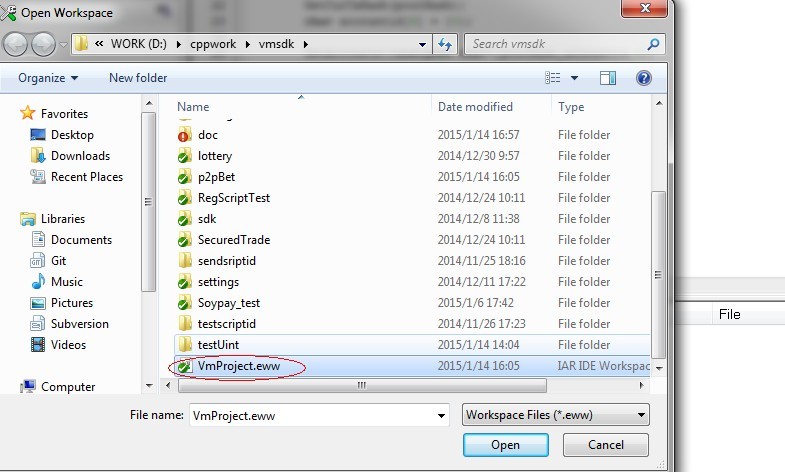 Open Workspace
« WORK (D:) ▸ cppwork ▸ vmsdk
Search vmsdk
Organize
New folder
Name
Date modified
Type
doc 2015/1/14 16:57 File folder
lottery 2014/12/30 9:57 File folder
p2pBet 2015/1/14 16:05 File folder
RegScriptTest 2014/12/24 10:11 File folder
sdk 2014/12/8 11:38 File folder
SecuredTrade 2014/12/24 10:11 File folder
sendsriptid 2014/11/25 18:16 File folder
settings 2014/12/11 17:22 File folder
Soypay_test 2015/1/6 17:42 File folder
testscriptid 2014/11/26 17:23 File folder
testUint 2015/1/14 14:04 File folder
VmProject.eww 2015/1/14 16:05 IAR IDE Workspac
Favorites
Desktop
Downloads
Recent Places
Libraries
Documents
Git
Music
Pictures
Subversion
Videos
Computer
File name: VmProject.eww
Workspace Files (*.eww)
Open
Cancel
File